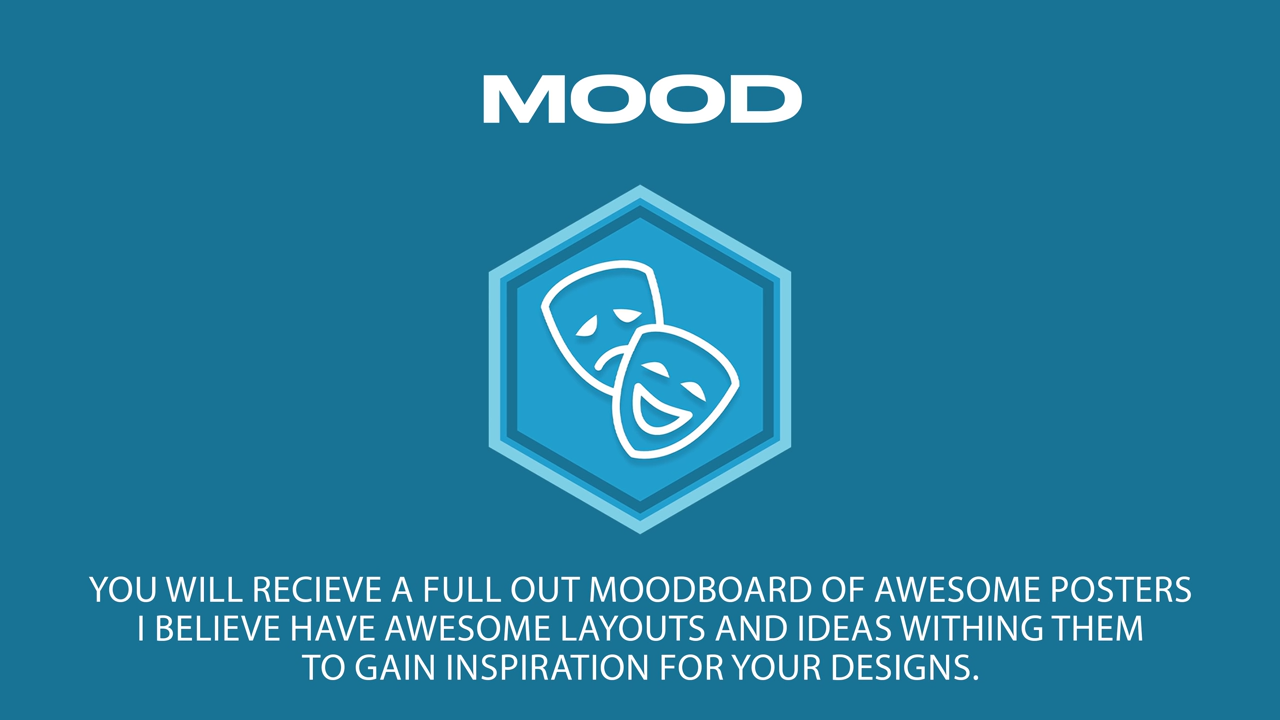 MOOD
YOU WILL RECIEVE A FULL OUT MOODBOARD OF AWESOME POSTERS
I BELIEVE HAVE AWESOME LAYOUTS AND IDEAS WITHING THEM
TO GAIN INSPIRATION FOR YOUR DESIGNS.